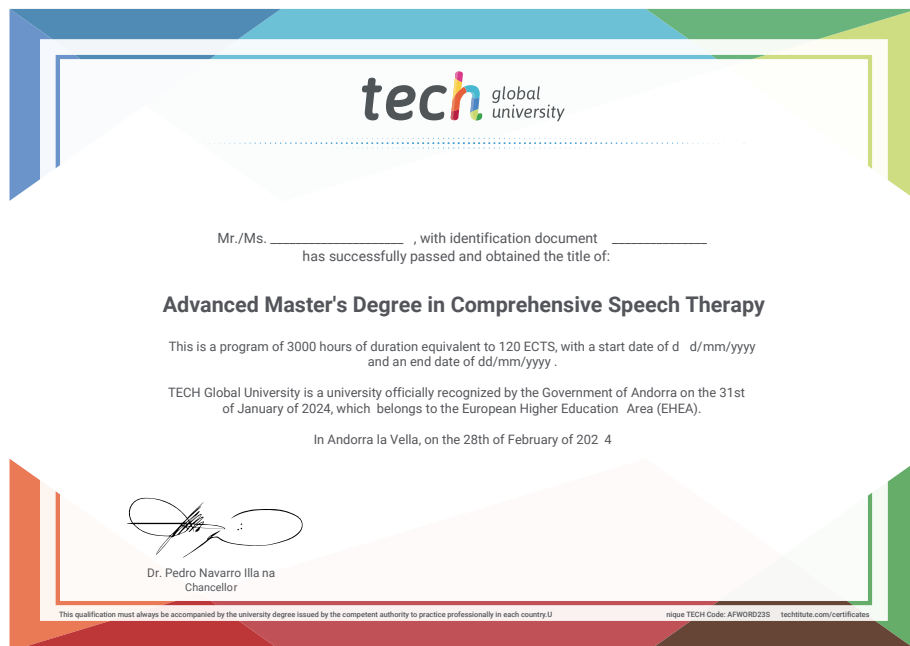 tech global university
Mr./Ms. ____________________ , with identification document ______________
has successfully passed and obtained the title of:
Advanced Master's Degree in Comprehensive Speech Therapy
This is a program of 3000 hours of duration equivalent to 120 ECTS, with a start date of d d/mm/yyyy
and an end date of dd/mm/yyyy .
TECH Global University is a university officially recognized by the Government of Andorra on the 31st
of January of 2024, which belongs to the European Higher Education Area (EHEA).
In Andorra la Vella, on the 28th of February of 202 4
Dr. Pedro Navarro Illa na
Chancellor
This qualification must always be accompanied by the university degree issued by the competent authority to practice professionally in each country.U nique TECH Code: AFWORD23S techtitute.com/certificates